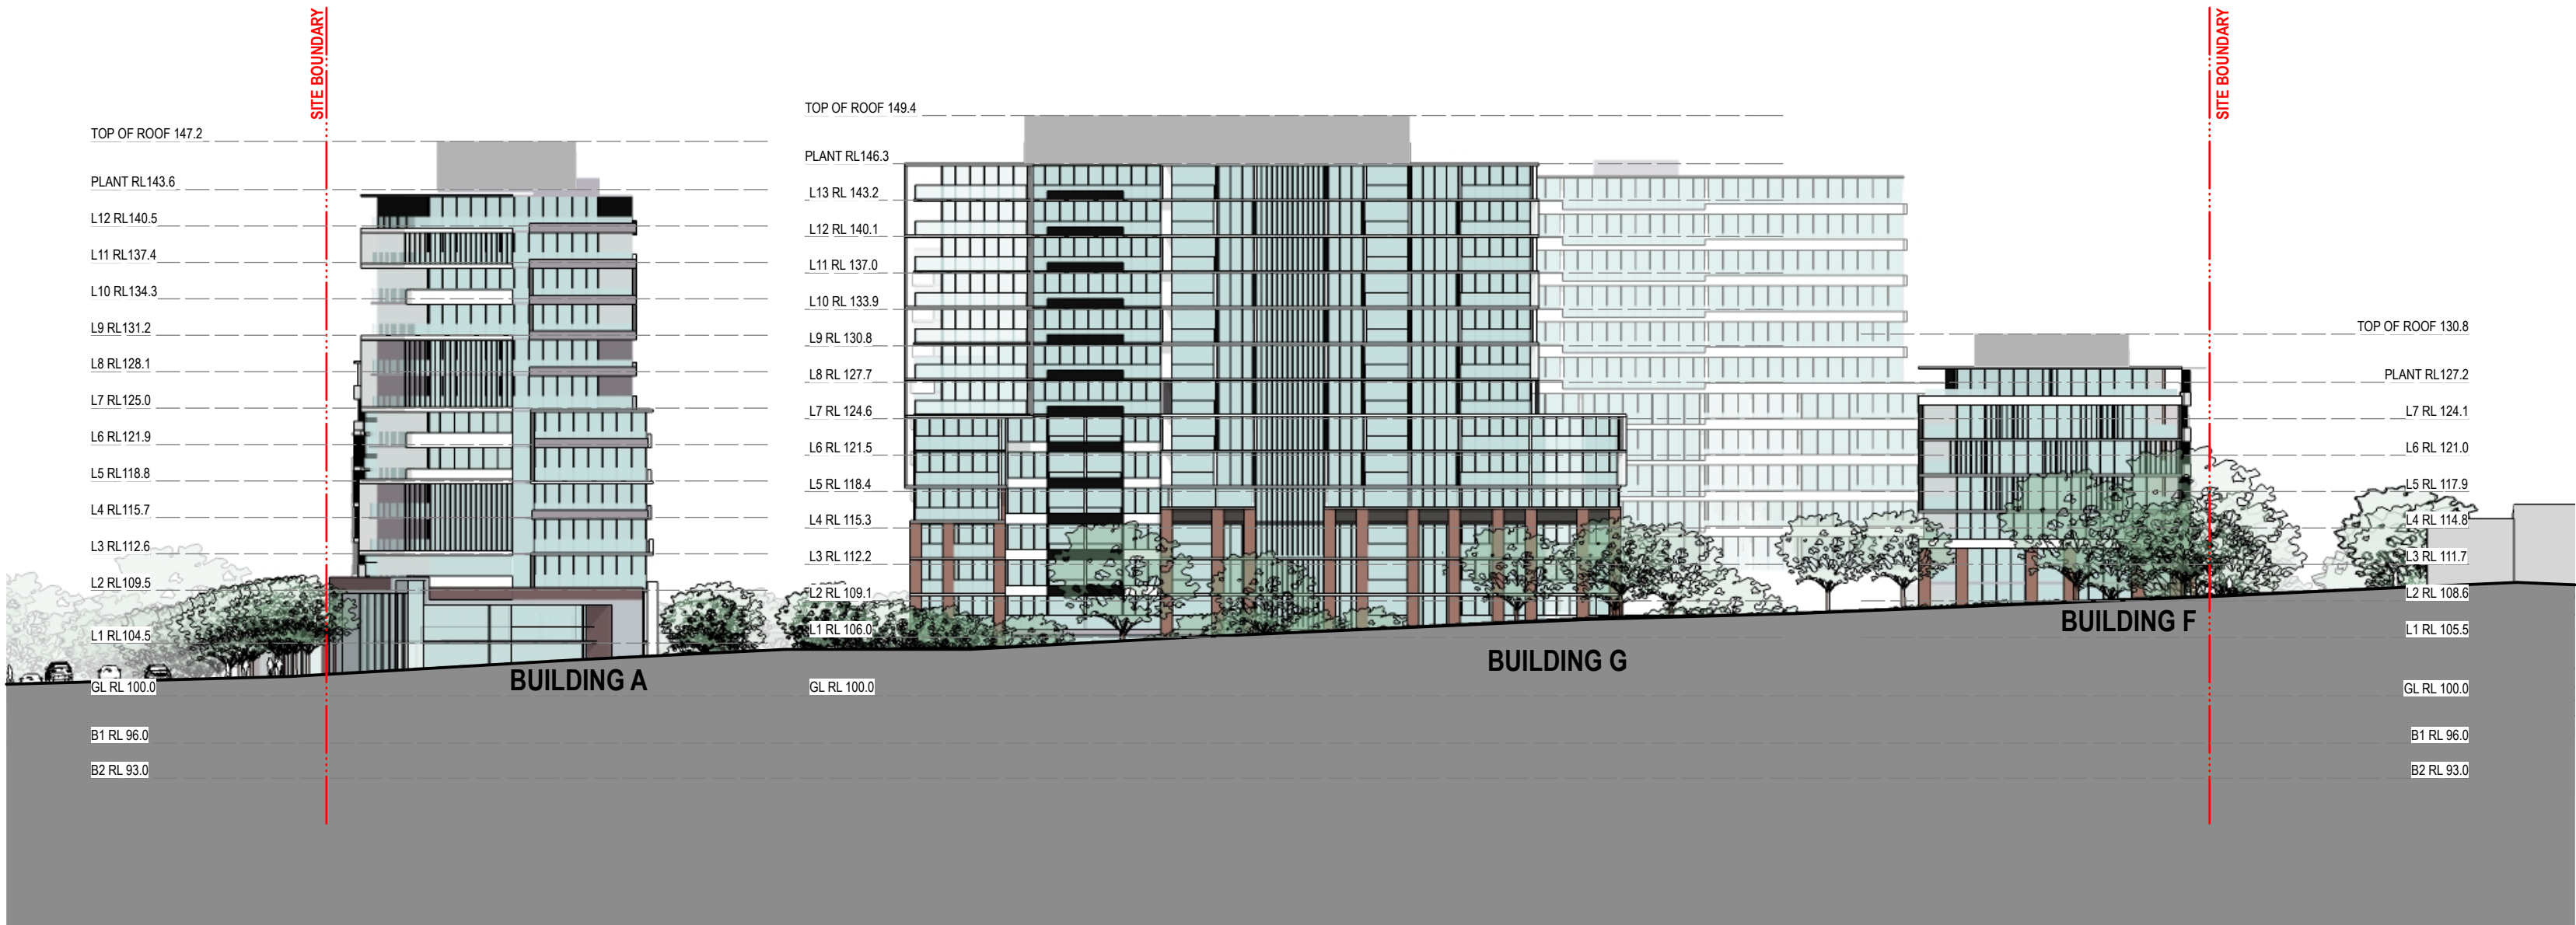 SITE BOUNDARY
SITE BOUNDARY
TOP OF ROOF 147.2
PLANT RL143.6
L12 RL140.5
L11 RL137.4
L10 RL134.3
L9 RL131.2
L8 RL128.1
L7 RL125.0
L6 RL121.9
L5 RL118.8
L4 RL115.7
L3 RL112.6
L2 RL109.5
L1 RL104.5
GL RL 100.0
B1 RL 96.0
B2 RL 93.0
BUILDING A
TOP OF ROOF 149.4
PLANT RL146.3
L13 RL 143.2
L12 RL 140.1
L11 RL 137.0
L10 RL 133.9
L9 RL 130.8
L8 RL 127.7
L7 RL 124.6
L6 RL 121.5
L5 RL 118.4
L4 RL 115.3
L3 RL 112.2
L2 RL 109.1
L1 RL 106.0
GL RL 100.0
BUILDING G
BUILDING F
TOP OF ROOF 130.8
PLANT RL127.2
L7 RL 124.1
L6 RL 121.0
L5 RL 117.9
L4 RL 114.8
L3 RL 111.7
L2 RL 108.6
L1 RL 105.5
GL RL 100.0
B1 RL 96.0
B2 RL 93.0